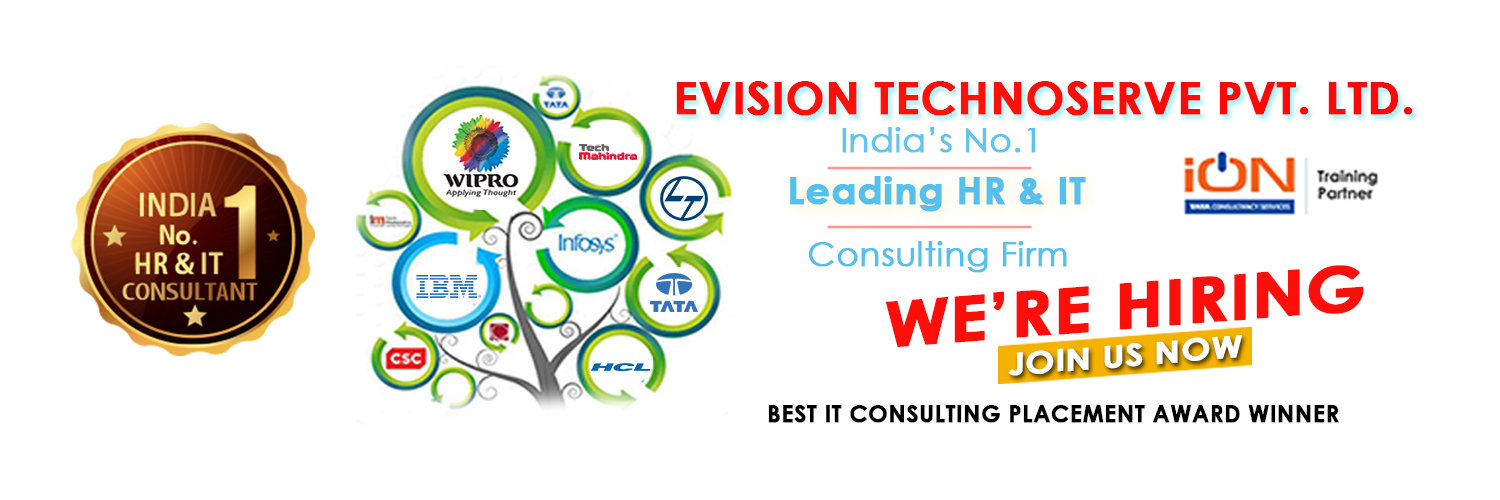 INDIA
No.
1
HR & IT
CONSULTANT
TATA
WIPRO
Applying Thought
Tech
Mahindra
LT
Infosys
IBM
TATA
CSC
HCL
EVISION TECHNOSERVE PVT. LTD.
India's No.1
Leading HR & IT
Consulting Firm
iON
TATA CONSULTANCY SERVICES
Training
Partner
WE'RE HIRING
JOIN US NOW
BEST IT CONSULTING PLACEMENT AWARD WINNER